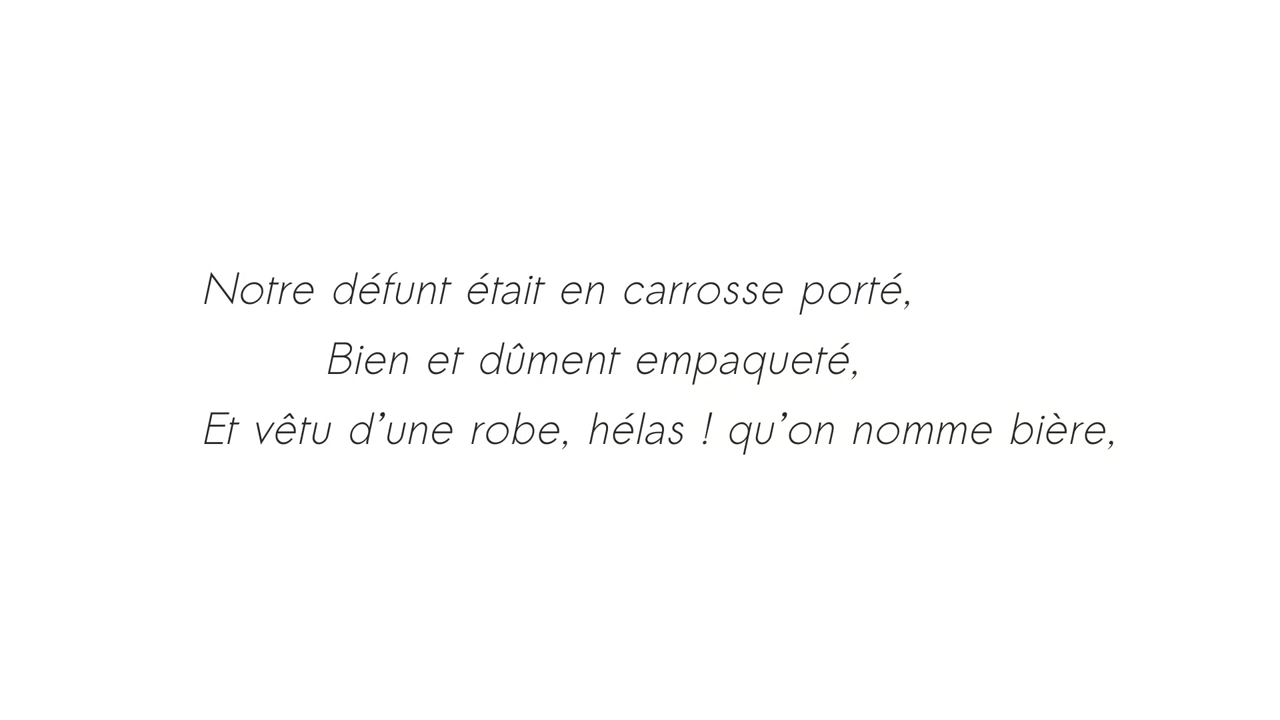 Notre défunt était en carrosse porté,
Bien et dûment empaqueté,
Et vêtu d’une robe, hélas ! qu’on nomme bière,